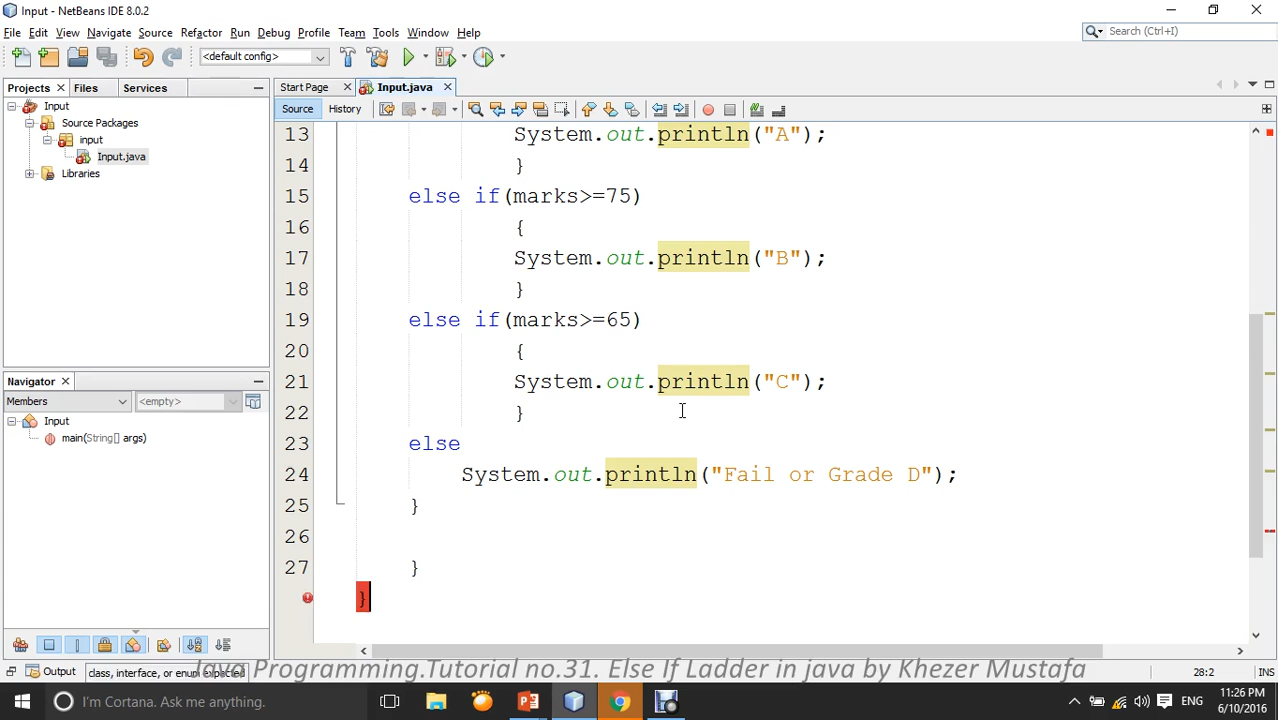 Input - NetBeans IDE 8.0.2
File Edit View Navigate Source Refactor Run Debug Profile Team Tools Window Help
Search (Ctrl+I)
<default config>
Projects Files Services
Start Page Input.java
Source History
Input
Source Packages
input
Input.java
Libraries
13 System.out.println("A");
14 }
15 else if(marks>=75)
16 {
17 System.out.println("B");
18 }
19 else if(marks>=65)
20 {
21 System.out.println("C");
22 }
23 else
24 System.out.println("Fail or Grade D");
25 }
26
27 }
}
Navigator
Members <empty>
Input
main(String[] args)
Output class, interface, or enum expected 28:2 INS
Java Programming.Tutorial no.31. Else If Ladder in java by Khezer Mustafa
I'm Cortana. Ask me anything.
ENG
11:26 PM
6/10/2016